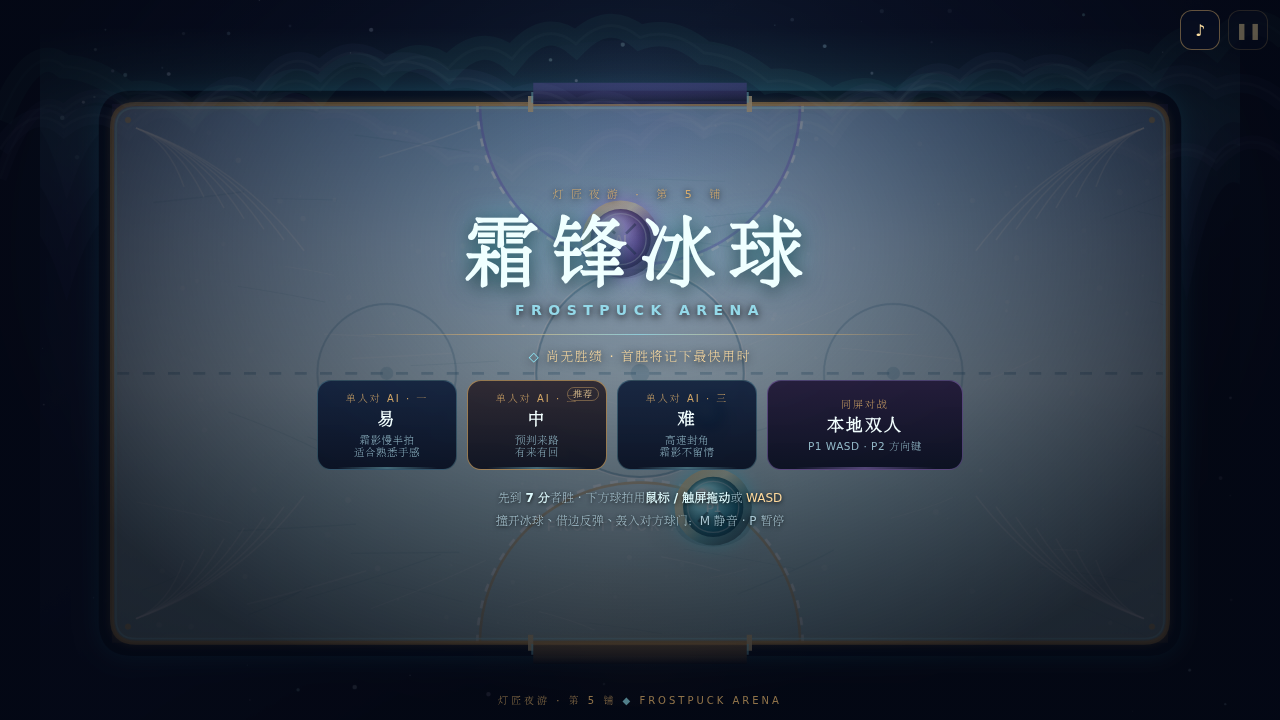 ♪
灯匠夜游 · 第 5 铺
霜锋冰球
FROSTPUCK ARENA
◇ 尚无胜绩 · 首胜将记下最快用时
单人对 AI · 一
易
霜影慢半拍
适合熟悉手感
单人对 AI ·
推荐
中
预判来路
有来有回
单人对 AI · 三
难
高速封角
霜影不留情
同屏对战
本地双人
P1 WASD · P2 方向键
先到 7 分者胜 · 下方球拍用鼠标 / 触屏拖动或 WASD
撞开冰球、借边反弹、轰入对方球门。M 静音 · P 暂停
灯匠夜游 · 第 5 铺 ◆ FROSTPUCK ARENA